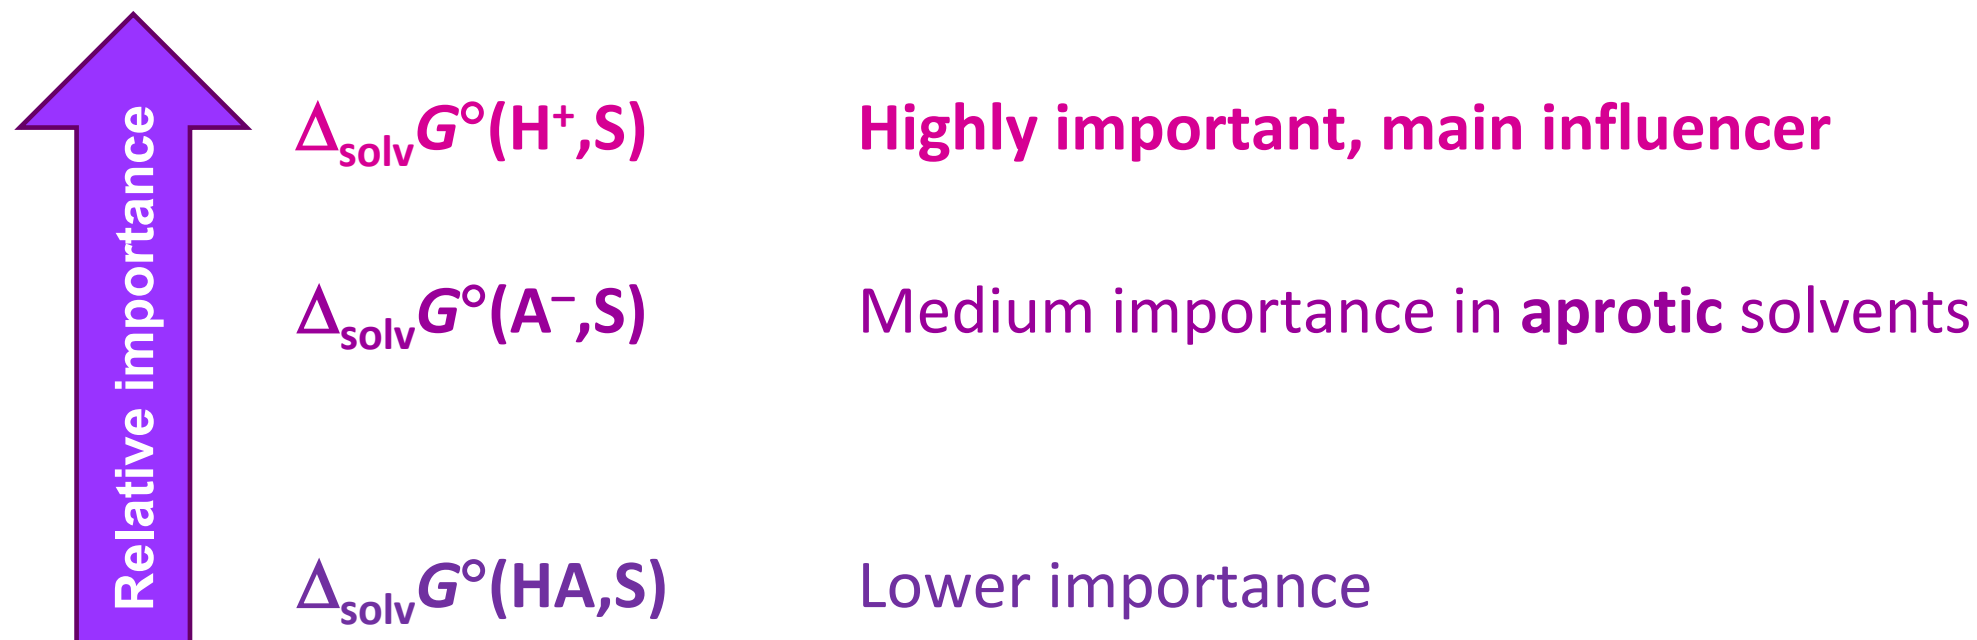 Relative importance
ΔsolvG°(H⁺,S) Highly important, main influencer
ΔsolvG°(A⁻,S) Medium importance in aprotic solvents
ΔsolvG°(HA,S) Lower importance